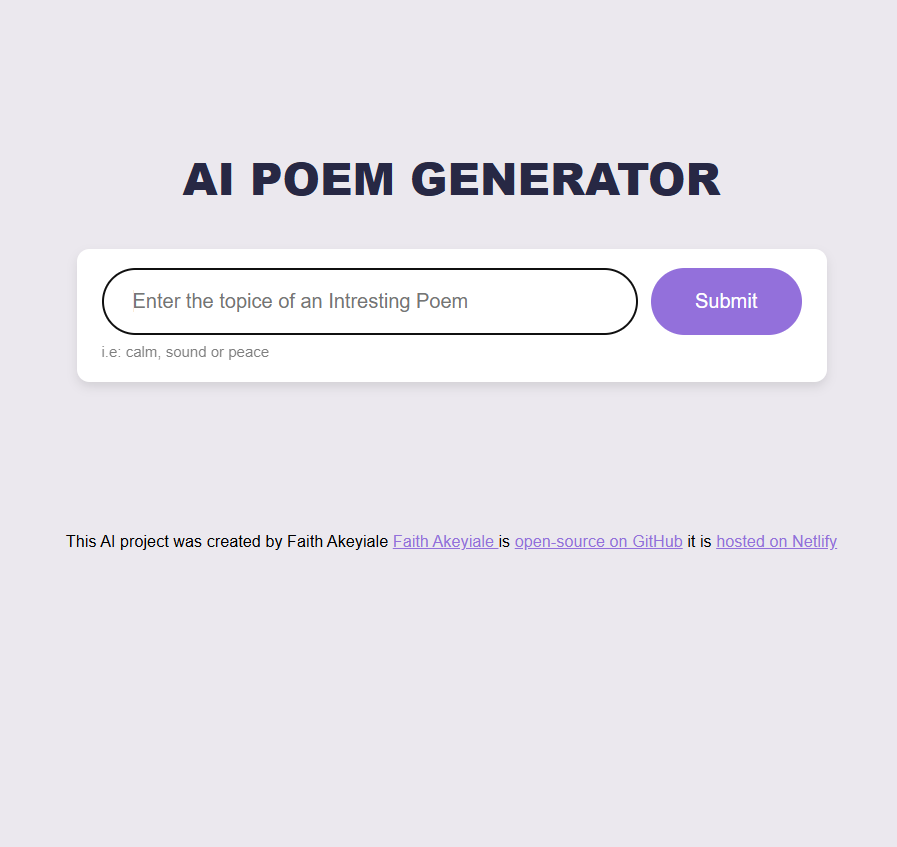 AI POEM GENERATOR
Enter the topice of an Intresting Poem
Submit
i.e: calm, sound or peace
This AI project was created by Faith Akeyiale Faith Akeyiale is open-source on GitHub it is hosted on Netlify